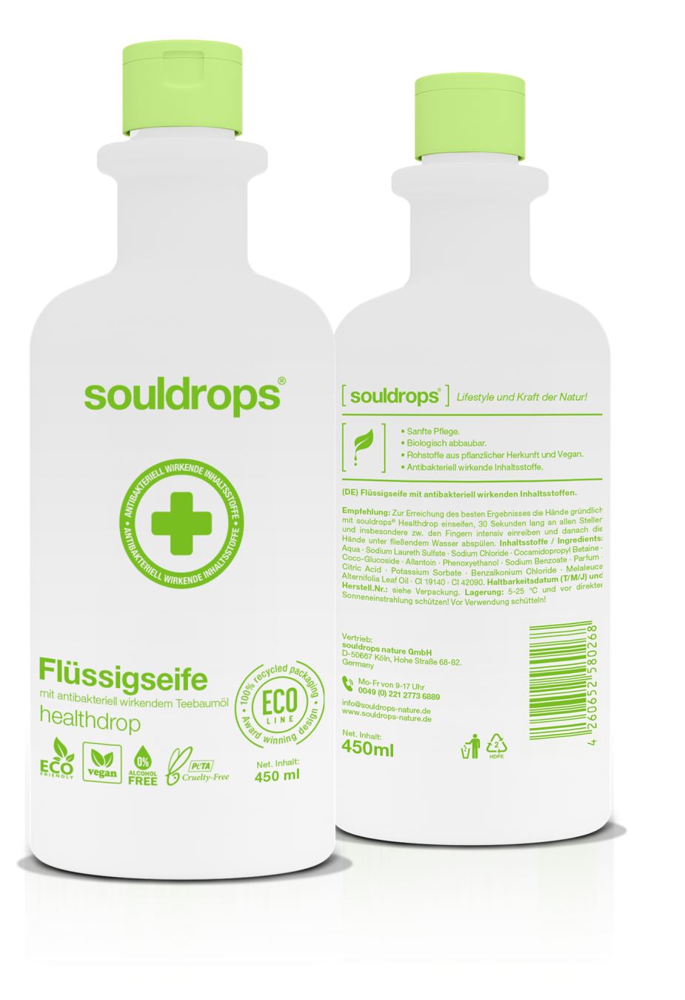 souldrops®
ANTIBAKTERIELL WIRKENDE INHALTSSTOFFE •
ANTIBAKTERIELL WIRKENDE INHALTSSTOFFE •
Flüssigseife
mit antibakteriell wirkendem Teebaumöl
healthdrop
• 100% recycled packaging •
ECO
LINE
Award winning design
ECO
FRIENDLY
vegan
0%
ALCOHOL
FREE
PeTA
Cruelty-Free
Net. Inhalt:
450 ml
[souldrops®] Lifestyle und Kraft der Natur!
• Sanfte Pflege.
• Biologisch abbaubar.
• Rohstoffe aus pflanzlicher Herkunft und Vegan.
• Antibakteriell wirkende Inhaltsstoffe.
(DE) Flüssigseife mit antibakteriell wirkenden Inhaltsstoffen.
Empfehlung: Zur Erreichung des besten Ergebnisses die Hände gründlich
mit souldrops® Healthdrop einseifen, 30 Sekunden lang an allen Stellen
und insbesondere zw. den Fingern intensiv einreiben und danach die
Hände unter fließendem Wasser abspülen. Inhaltsstoffe / Ingredients:
Aqua · Sodium Laureth Sulfate · Sodium Chloride · Cocamidopropyl Betaine ·
Coco-Glucoside · Allantoin · Phenoxyethanol · Sodium Benzoate · Parfum ·
Citric Acid · Potassium Sorbate · Benzalkonium Chloride · Melaleuca
Alternifolia Leaf Oil · CI 19140 · CI 42090. Haltbarkeitsdatum (T/M/J) und
Herstell.Nr.: siehe Verpackung. Lagerung: 5-25 °C und vor direkter
Sonneneinstrahlung schützen! Vor Verwendung schütteln!
Vertrieb:
souldrops nature GmbH
D-50667 Köln, Hohe Straße 68-82.
Germany
Mo-Fr von 9-17 Uhr
0049 (0) 221 2773 6889
info@souldrops-nature.de
www.souldrops-nature.de
Net. Inhalt:
450ml
2
HDPE
4 260652 580268